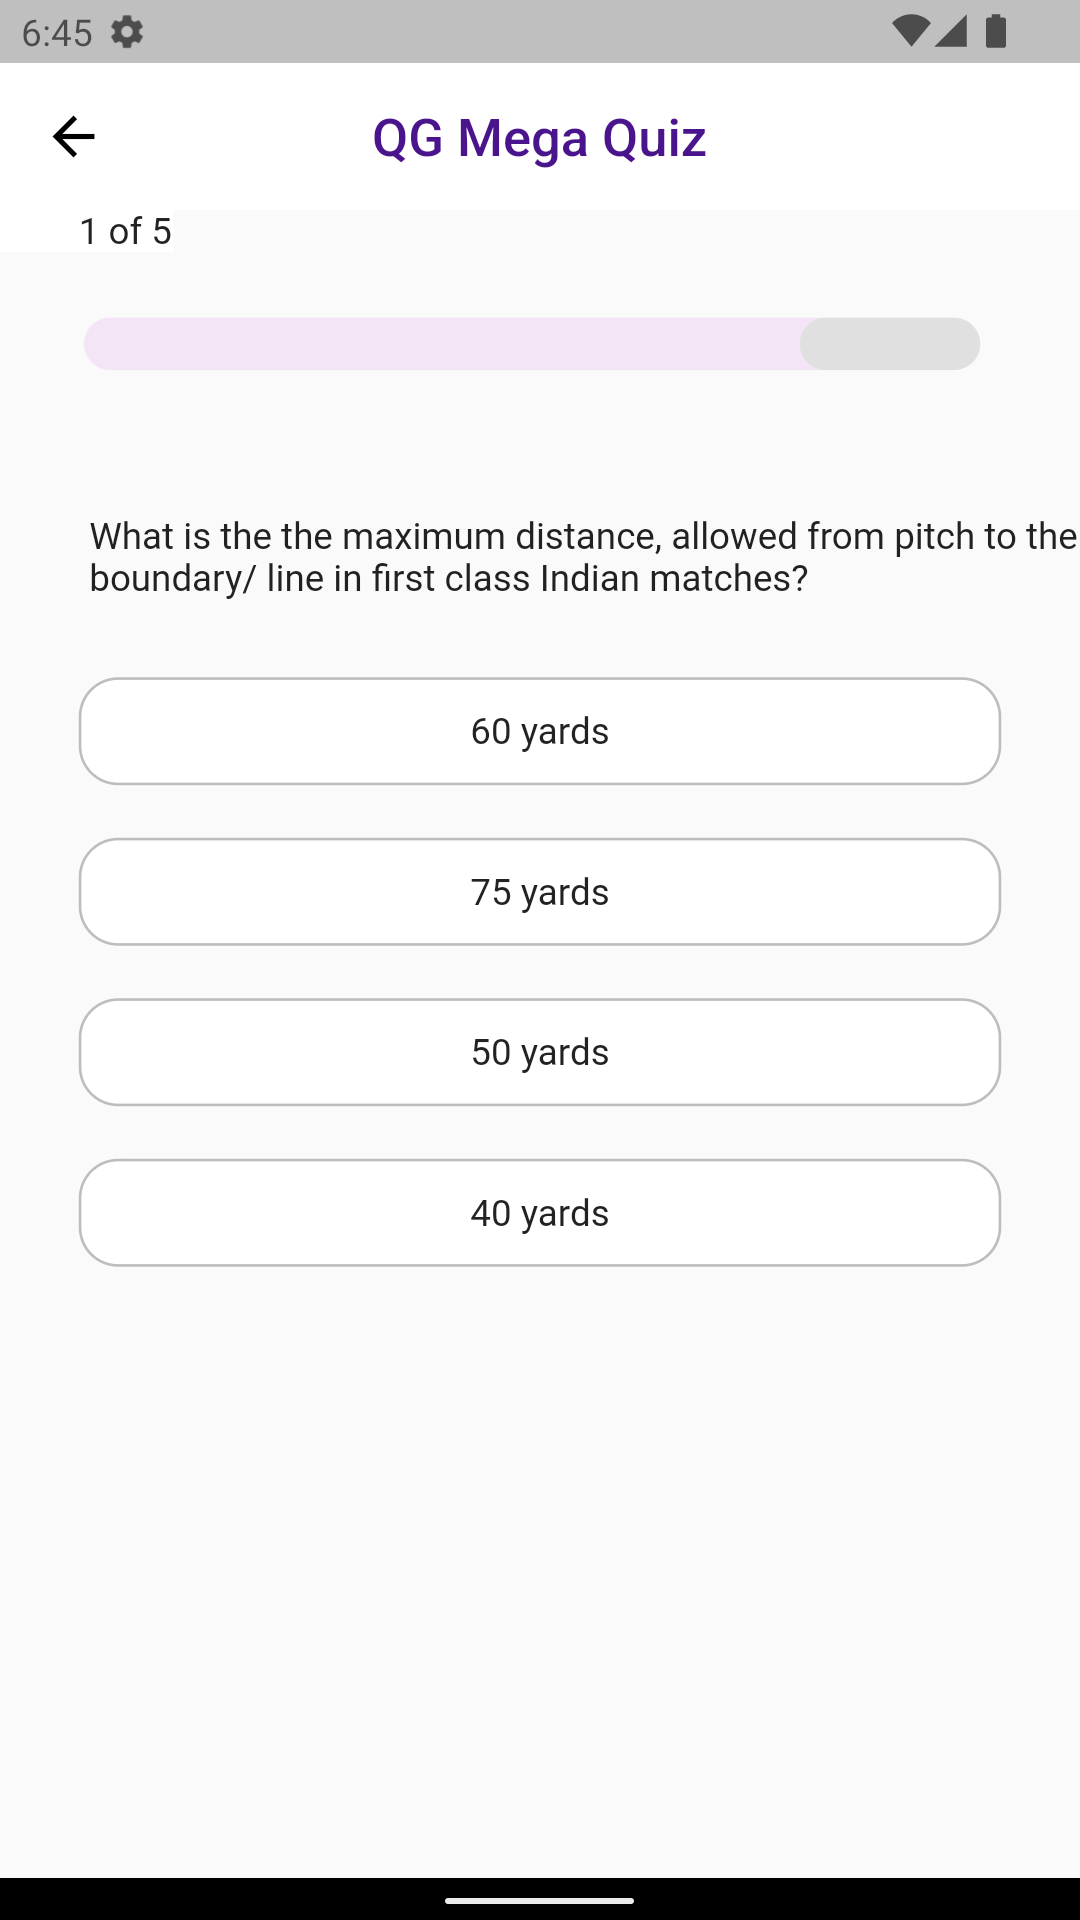 6:45
QG Mega Quiz
1 of 5
What is the the maximum distance, allowed from pitch to the
boundary/ line in first class Indian matches?
60 yards
75 yards
50 yards
40 yards